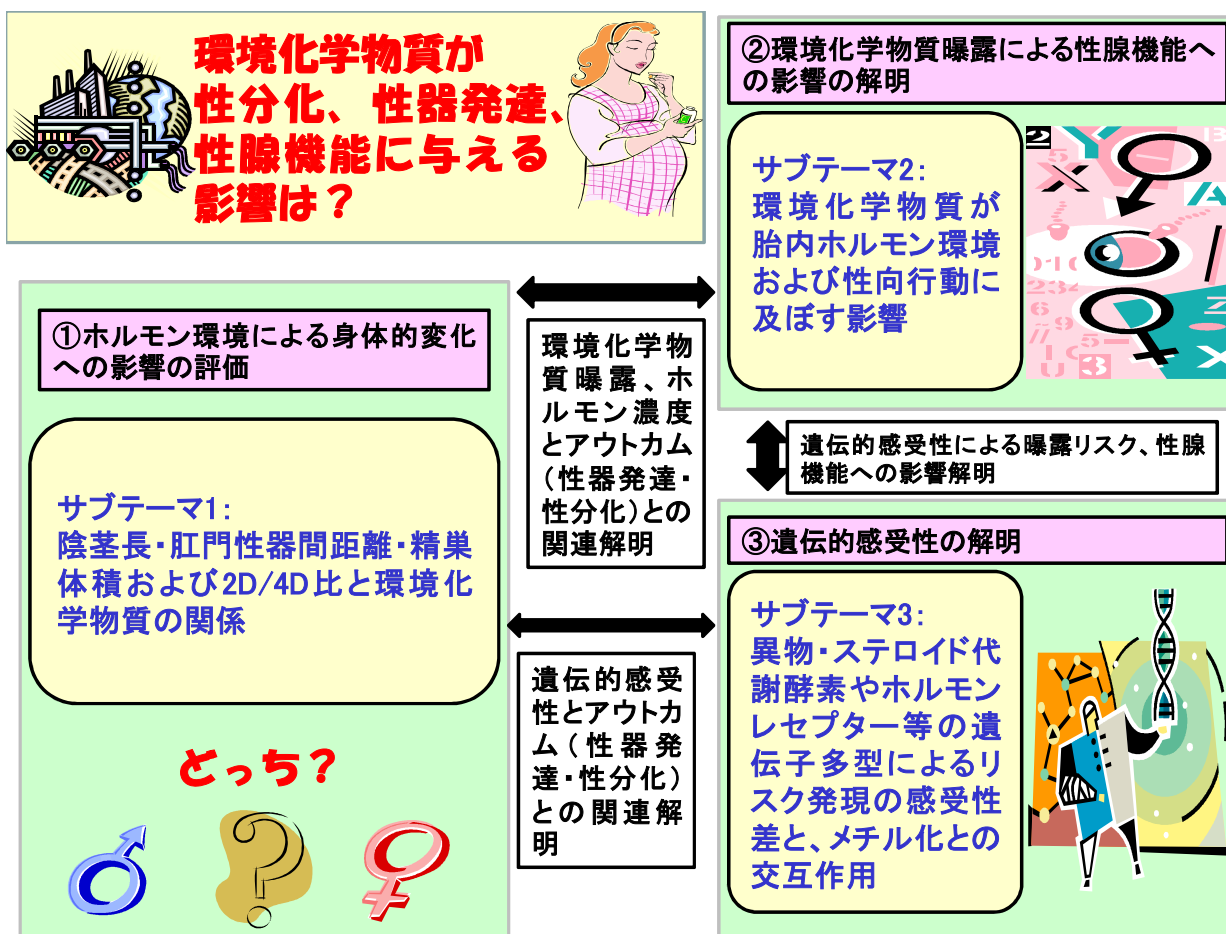 環境化学物質が
性分化、性器発達、
性腺機能に与える
影響は？
①ホルモン環境による身体的変化
への影響の評価
サブテーマ1：
陰茎長・肛門性器間距離・精巣
体積および2D/4D比と環境化
学物質の関係
どっち？
環境化学物
質曝露、ホ
ルモン濃度
とアウトカム
（性器発達・
性分化）との
関連解明
遺伝的感受
性とアウトカ
ム（性器発
達・性分化）
との関連解
明
②環境化学物質曝露による性腺機能へ
の影響の解明
サブテーマ2：
環境化学物質が
胎内ホルモン環境
および性向行動に
及ぼす影響
遺伝的感受性による曝露リスク、性腺
機能への影響解明
③遺伝的感受性の解明
サブテーマ3：
異物・ステロイド代
謝酵素やホルモン
レセプター等の遺
伝子多型によるリ
スク発現の感受性
差と、メチル化との
交互作用